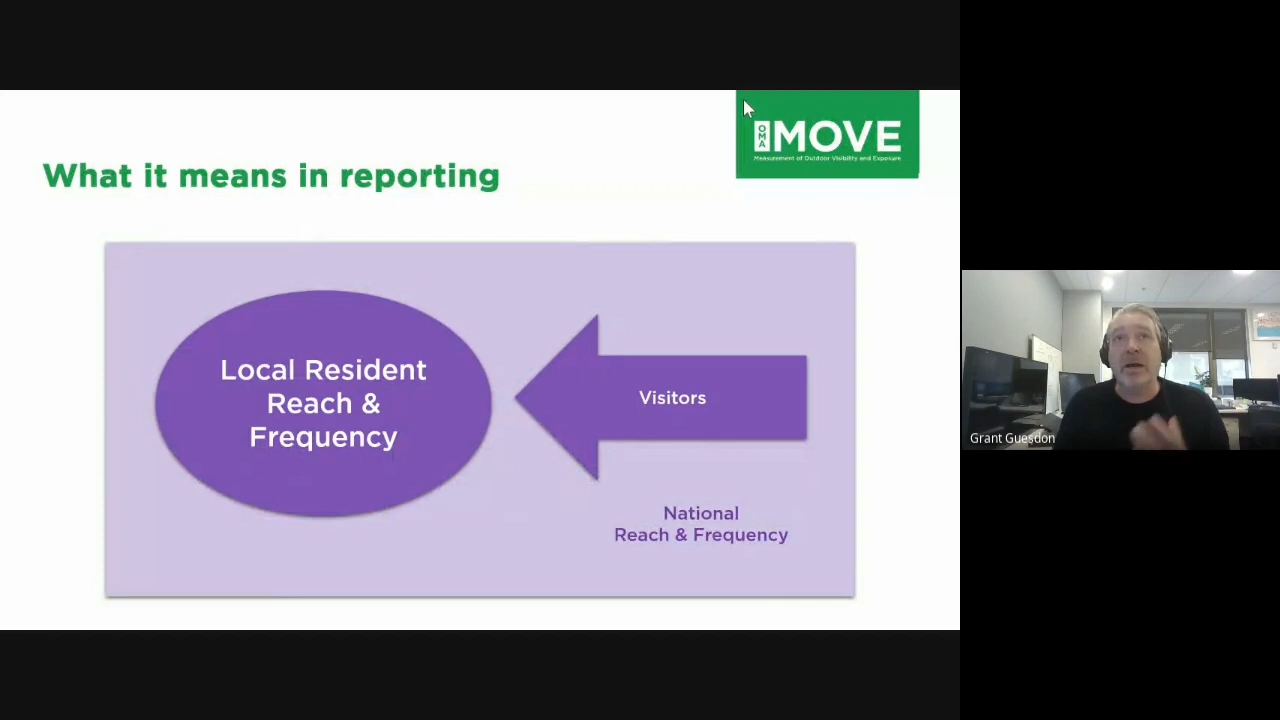 OMA
MOVE
Measurement of Outdoor Visibility and Exposure
What it means in reporting
Local Resident
Reach &
Frequency
Visitors
National
Reach & Frequency
Grant Guesdon